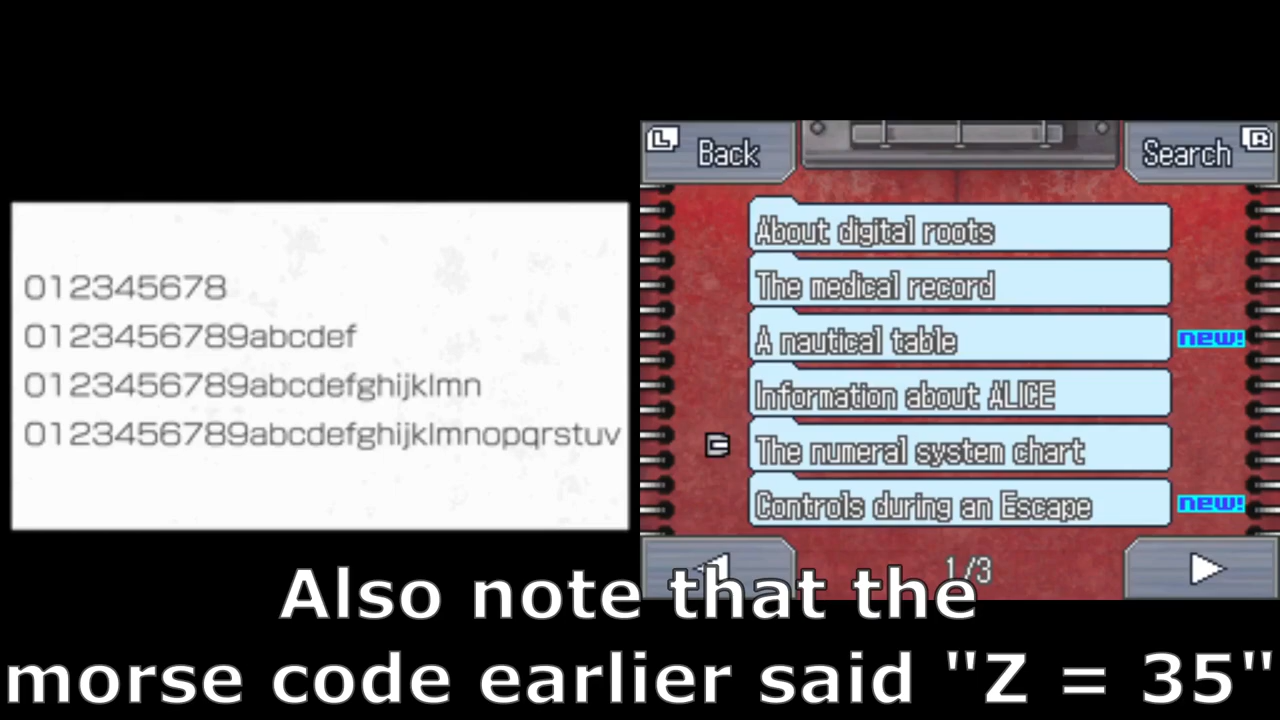 012345678
0123456789abcdef
0123456789abcdefghijklmn
0123456789abcdefghijklmnopqrstuv
L Back
Search R
About digital roots
The medical record
A nautical table new!
Information about ALICE
The numeral system chart
Controls during an Escape new!
1/3
Also note that the
morse code earlier said "Z = 35"